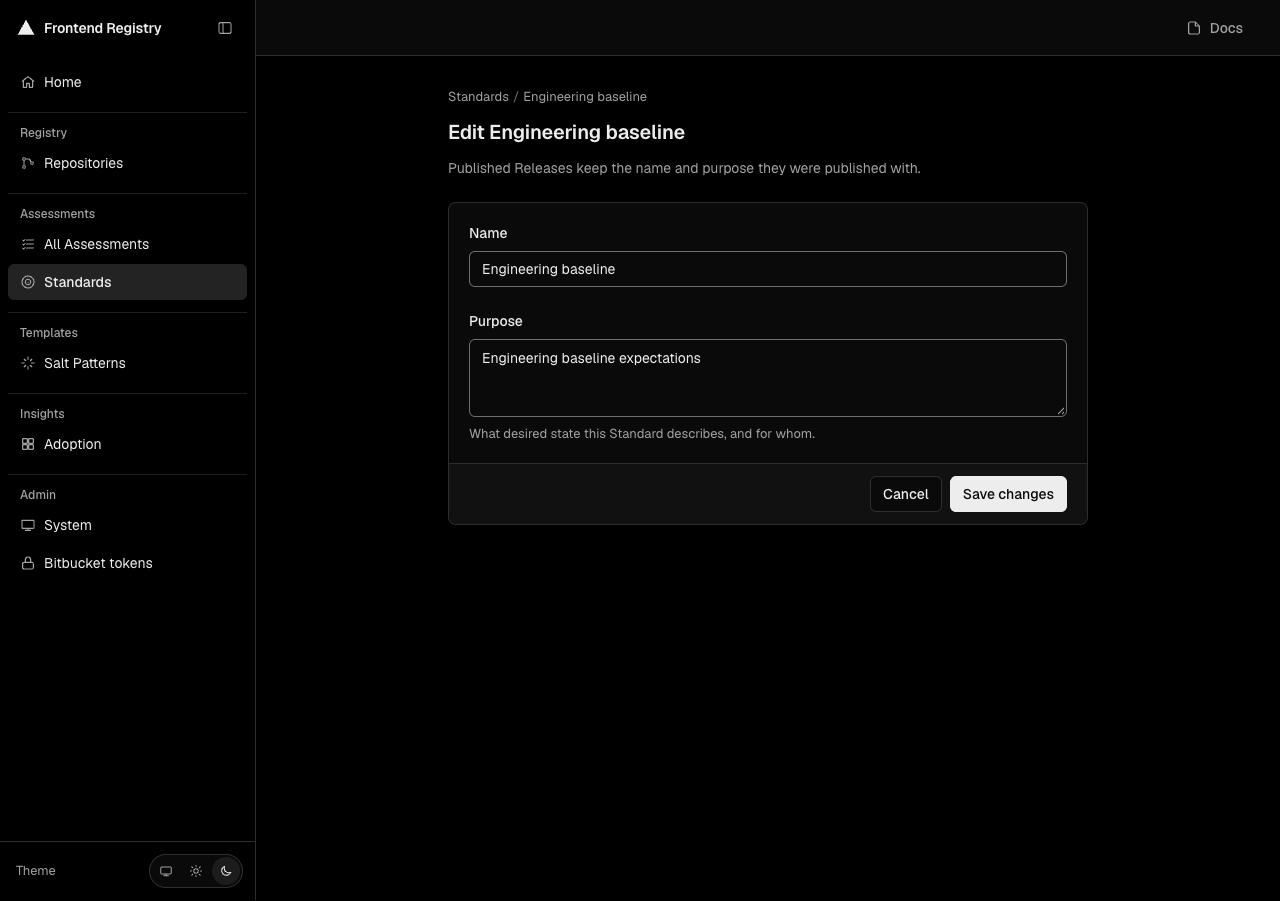 Frontend Registry
Docs
Home
Registry
Repositories
Assessments
All Assessments
Standards
Templates
Salt Patterns
Insights
Adoption
Admin
System
Bitbucket tokens
Theme
Standards / Engineering baseline
Edit Engineering baseline
Published Releases keep the name and purpose they were published with.
Name
Engineering baseline
Purpose
Engineering baseline expectations
What desired state this Standard describes, and for whom.
Cancel
Save changes